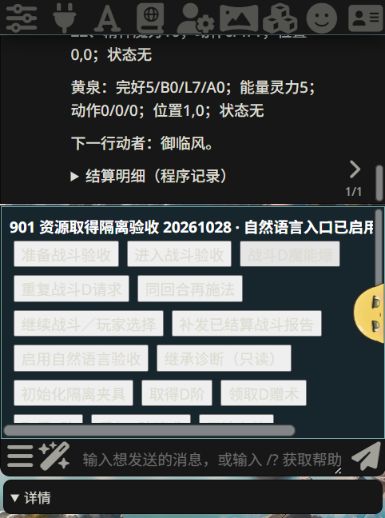 0,0；状态无
黄泉：完好5/B0/L7/A0；能量灵力5；
动作0/0/0；位置1,0；状态无
下一行动者：御临风。
▶ 结算明细（程序记录）
1/1
901 资源取得隔离验收 20261028 · 自然语言入口已启用
准备战斗验收 进入战斗验收 战斗D魔能爆
重复战斗D请求 同回合再施法
继续战斗／玩家选择 补发已结算战斗报告
启用自然语言验收 继承诊断（只读）
初始化隔离夹具 取得D阶 领取D赠术
输入想发送的消息，或输入 /? 获取帮助
▼ 详情